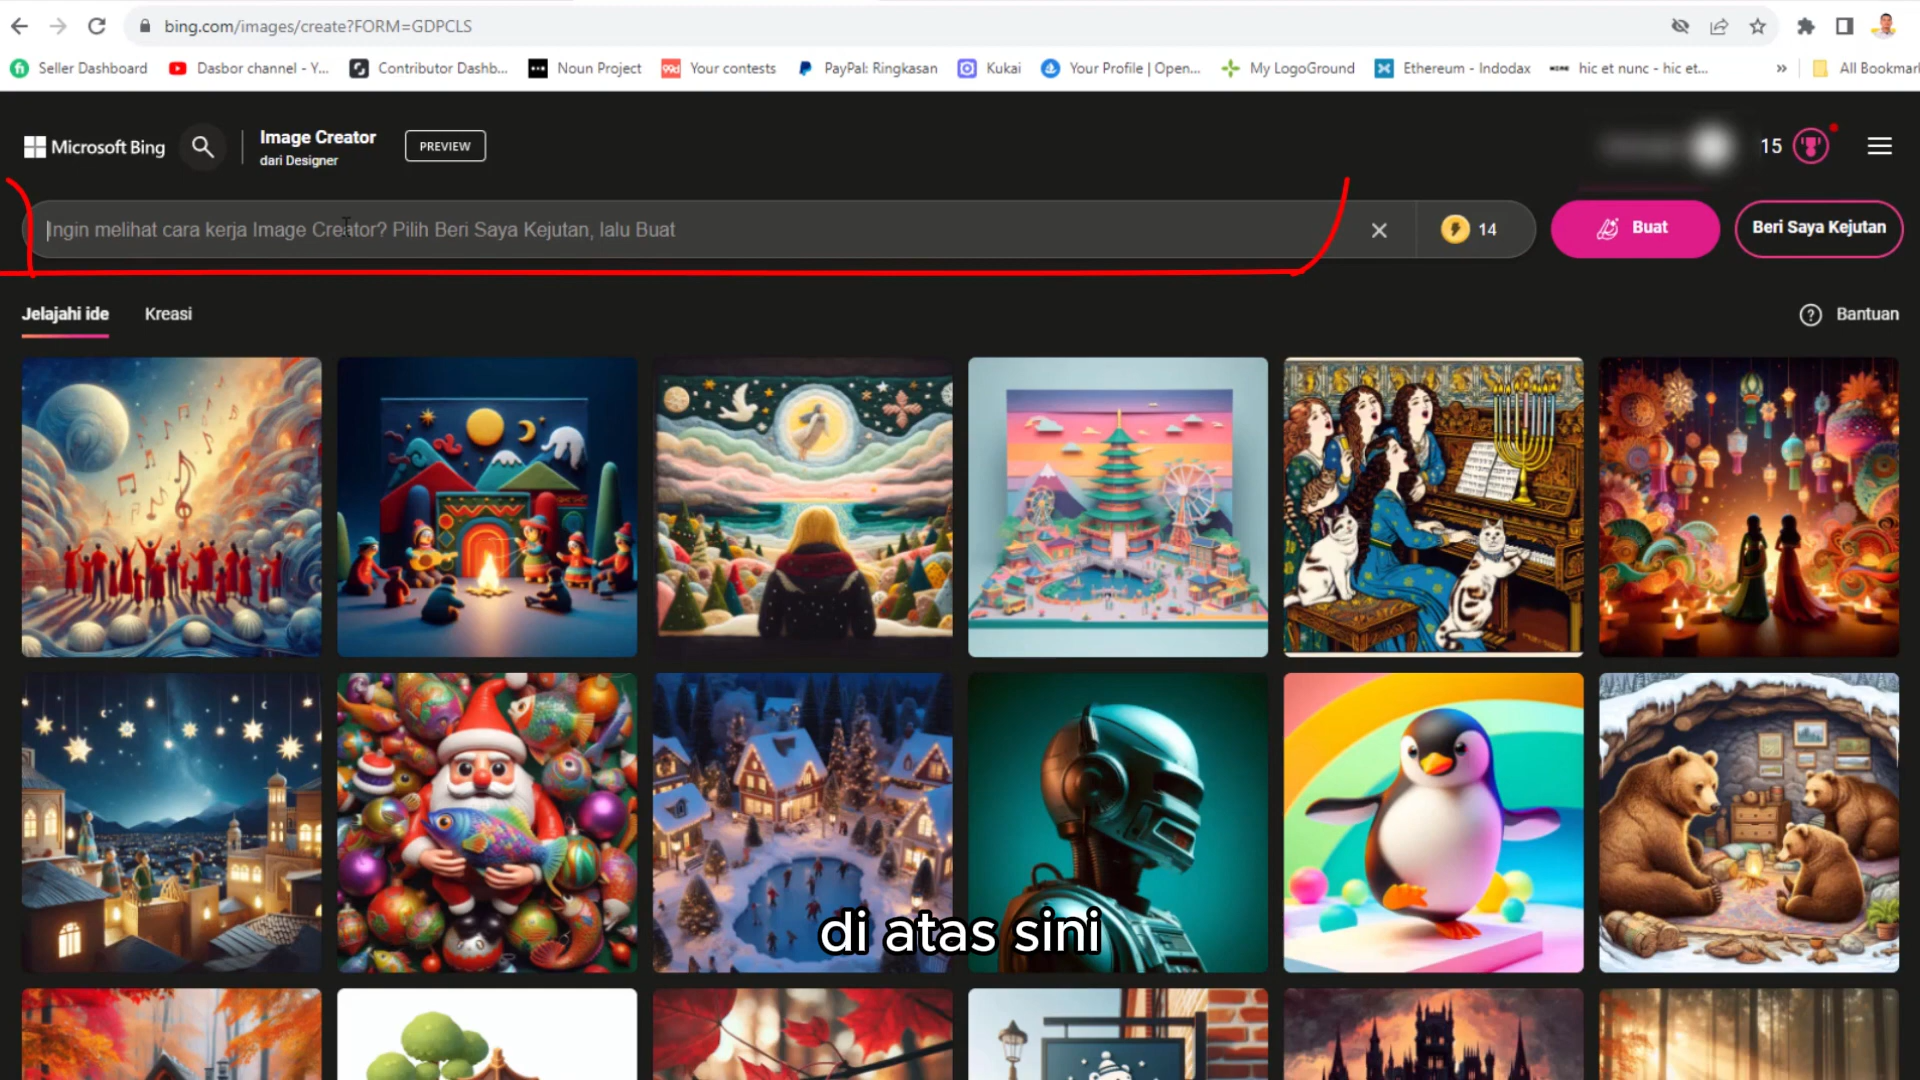 bing.com/images/create?FORM=GDPCLS
Seller Dashboard
Dasbor channel - Y...
Contributor Dashb...
Noun Project
Your contests
PayPal: Ringkasan
Kukai
Your Profile | Open...
My LogoGround
Ethereum - Indodax
hic et nunc - hic et...
»
All Bookmar
Microsoft Bing
Image Creator
dari Designer
PREVIEW
15
Ingin melihat cara kerja Image Creator? Pilih Beri Saya Kejutan, lalu Buat
14
Buat
Beri Saya Kejutan
Jelajahi ide
Kreasi
Bantuan
di atas sini